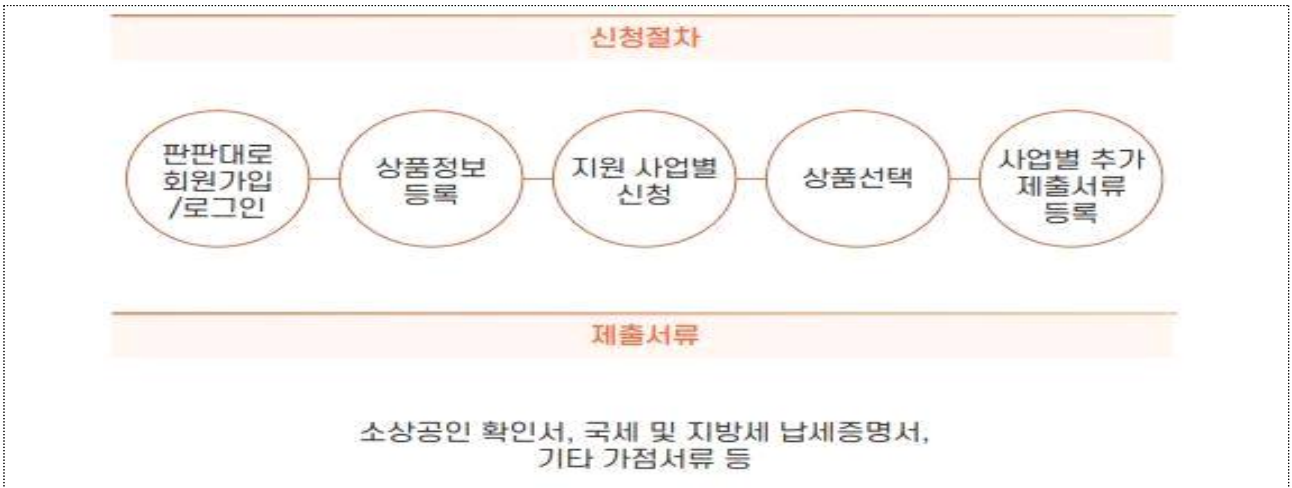 신청절차
판판대로
회원가입
/로그인
상품정보
등록
지원 사업별
신청
상품선택
사업별 추가
제출서류
등록
제출서류
소상공인 확인서, 국세 및 지방세 납세증명서,
기타 가점서류 등